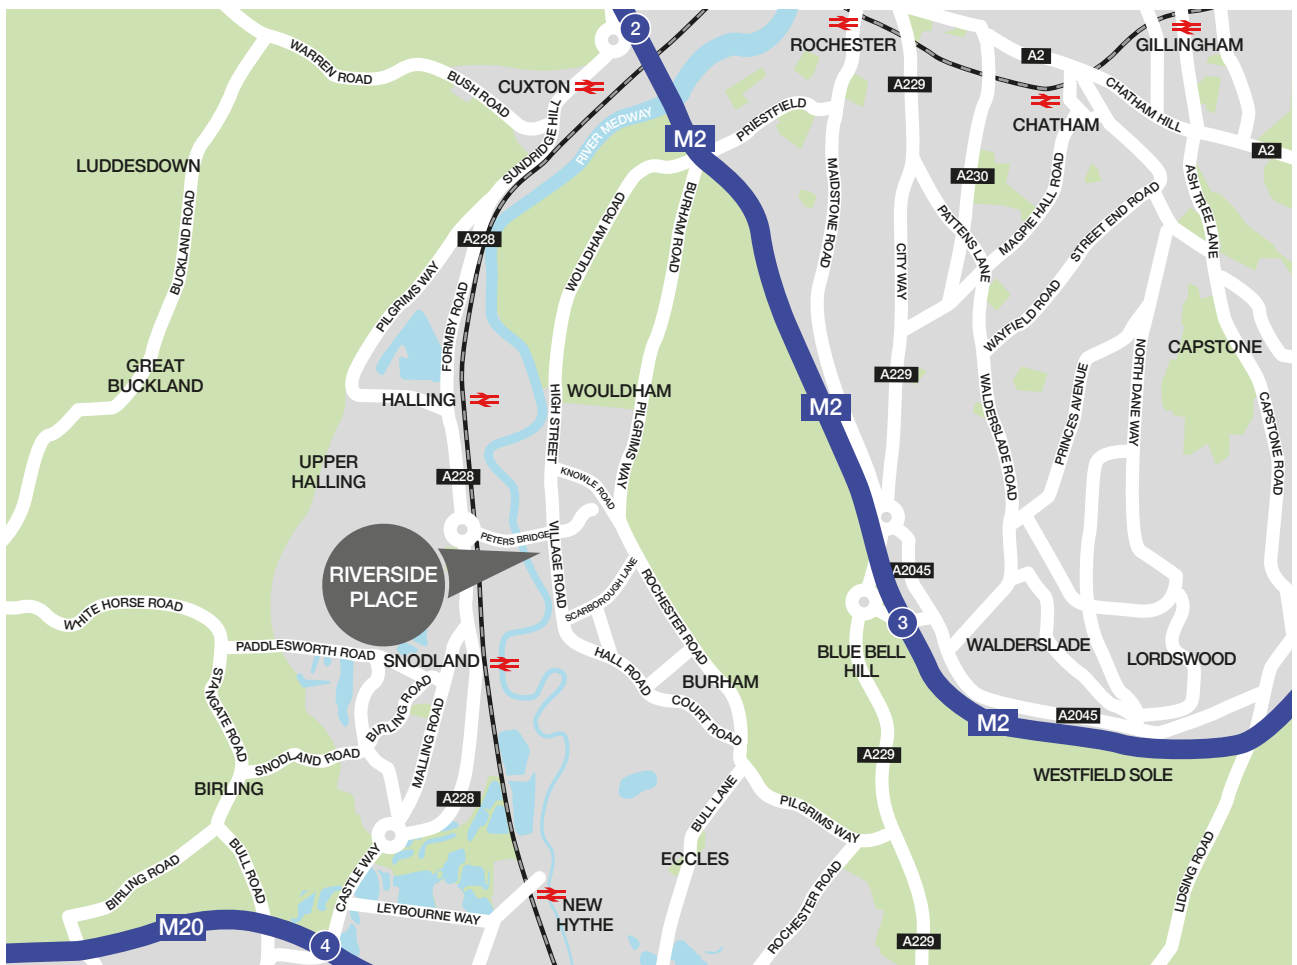 2
ROCHESTER
GILLINGHAM
A2
WARREN ROAD
BUSH ROAD
CUXTON
A229
CHATHAM HILL
CHATHAM
PRIESTFIELD
RIVER MEDWAY
M2
A2
SUNDRIDGE HILL
LUDDESDOWN
A230
MAGPIE HALL ROAD
ASH TREE LANE
STREET END ROAD
MAIDSTONE ROAD
BURHAM ROAD
WOULDHAM ROAD
PATTENS LANE
BUCKLAND ROAD
A228
CITY WAY
PILGRIMS WAY
FORMBY ROAD
WAYFIELD ROAD
CAPSTONE
GREAT
BUCKLAND
A229
NORTH DANE WAY
PRINCES AVENUE
WALDERSLADE ROAD
CAPSTONE ROAD
HALLING
WOULDHAM
HIGH STREET
PILGRIMS WAY
M2
UPPER
HALLING
A228
KNOWLE ROAD
PETERS BRIDGE
VILLAGE ROAD
RIVERSIDE
PLACE
SCARBOROUGH LANE
ROCHESTER ROAD
A2045
WHITE HORSE ROAD
3
PADDLESWORTH ROAD
SNODLAND
HALL ROAD
BLUE BELL
HILL
WALDERSLADE
LORDSWOOD
BURHAM
STANGATE ROAD
BIRLING ROAD
COURT ROAD
M2
A2045
SNODLAND ROAD
MALLING ROAD
A229
WESTFIELD SOLE
BIRLING
A228
BULL LANE
PILGRIMS WAY
BULL ROAD
CASTLE WAY
ECCLES
BIRLING ROAD
LIDSING ROAD
ROCHESTER ROAD
LEYBOURNE WAY
NEW
HYTHE
M20
4
A229